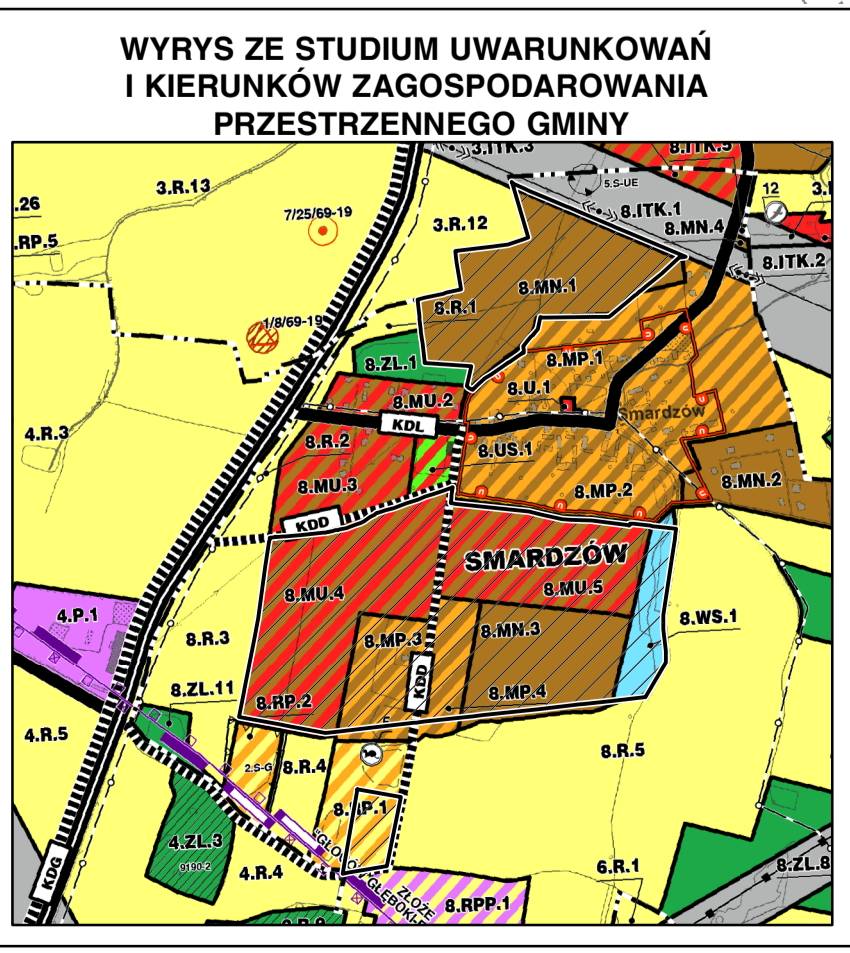 WYRYS ZE STUDIUM UWARUNKOWAŃ
I KIERUNKÓW ZAGOSPODAROWANIA
PRZESTRZENNEGO GMINY
3.ITK.3
8.ITK.5
3.R.13
5.S-UE
12
.26
7/25/69-19
3.R.12
8.ITK.1
8.MN.4
.RP.5
8.ITK.2
8.MN.1
8.R.1
1/8/69-19
8.ZL.1
8.MP.1
8.U.1
8.MU.2
Smardzów
KDL
4.R.3
8.R.2
8.US.1
8.MU.3
8.MP.2
8.MN.2
KDD
SMARDZÓW
8.MU.4
8.MU.5
4.P.1
8.WS.1
8.R.3
8.MP.3
8.MN.3
KDD
8.ZL.11
8.RP.2
8.MP.4
4.R.5
8.R.5
2.S-G
8.R.4
8.RP.1
4.ZL.3
9190-2
4.R.4
6.R.1
8.ZL.8
KDG
ZŁOŻE
8.RPP.1